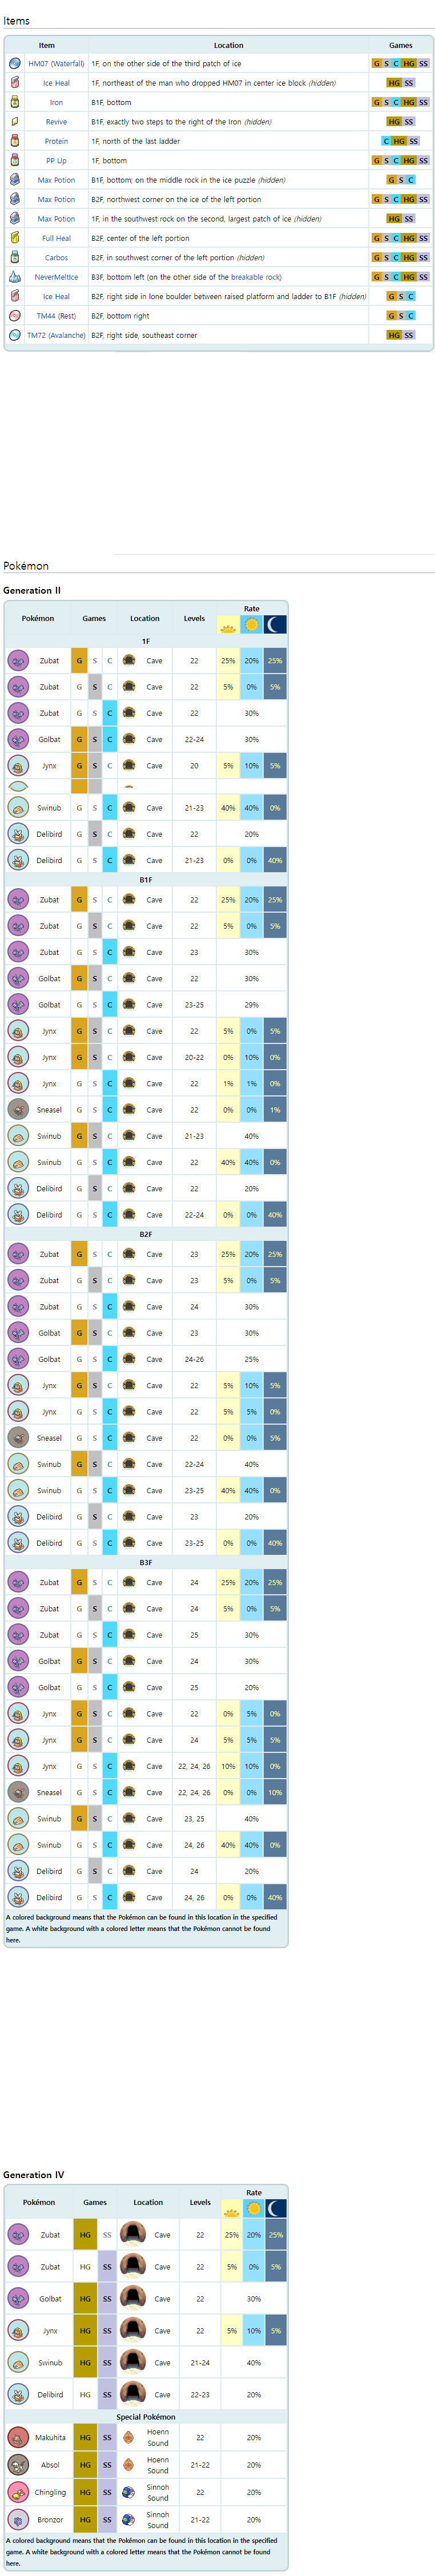 Items
Item Location Games
HM07 (Waterfall) 1F, on the other side of the third patch of ice G S C HG SS
Ice Heal 1F, northeast of the man who dropped HM07 in center ice block (hidden) HG SS
Iron B1F, bottom G S C HG SS
Revive B1F, exactly two steps to the right of the Iron (hidden) HG SS
Protein 1F, north of the last ladder C HG SS
PP Up 1F, bottom G S C HG SS
Max Potion B1F, bottom; on the middle rock in the ice puzzle (hidden) G S C
Max Potion B2F, northwest corner on the ice of the left portion G S C HG SS
Max Potion 1F, in the southwest rock on the second, largest patch of ice (hidden) HG SS
Full Heal B2F, center of the left portion G S C HG SS
Carbos B2F, in southwest corner of the left portion (hidden) G S C HG SS
NeverMeltIce B3F, bottom left (on the other side of the breakable rock) G S C HG SS
Ice Heal B2F, right side in lone boulder between raised platform and ladder to B1F (hidden) G S C
TM44 (Rest) B2F, bottom right G S C
TM72 (Avalanche) B2F, right side, southeast corner HG SS
Pokémon
Generation II
Pokémon Games Location Levels Rate
1F
Zubat G S C Cave 22 25% 20% 25%
Zubat G S C Cave 22 5% 0% 5%
Zubat G S C Cave 22 30%
Golbat G S C Cave 22-24 30%
Jynx G S C Cave 20 5% 10% 5%
Swinub G S C Cave 21-23 40% 40% 0%
Delibird G S C Cave 22 20%
Delibird G S C Cave 21-23 0% 0% 40%
B1F
Zubat G S C Cave 22 25% 20% 25%
Zubat G S C Cave 22 5% 0% 5%
Zubat G S C Cave 23 30%
Golbat G S C Cave 22 30%
Golbat G S C Cave 23-25 29%
Jynx G S C Cave 22 5% 0% 5%
Jynx G S C Cave 20-22 0% 10% 0%
Jynx G S C Cave 22 1% 1% 0%
Sneasel G S C Cave 22 0% 0% 1%
Swinub G S C Cave 21-23 40%
Swinub G S C Cave 22 40% 40% 0%
Delibird G S C Cave 22 20%
Delibird G S C Cave 22-24 0% 0% 40%
B2F
Zubat G S C Cave 23 25% 20% 25%
Zubat G S C Cave 23 5% 0% 5%
Zubat G S C Cave 24 30%
Golbat G S C Cave 23 30%
Golbat G S C Cave 24-26 25%
Jynx G S C Cave 22 5% 10% 5%
Jynx G S C Cave 22 5% 5% 0%
Sneasel G S C Cave 22 0% 0% 5%
Swinub G S C Cave 22-24 40%
Swinub G S C Cave 23-25 40% 40% 0%
Delibird G S C Cave 23 20%
Delibird G S C Cave 23-25 0% 0% 40%
B3F
Zubat G S C Cave 24 25% 20% 25%
Zubat G S C Cave 24 5% 0% 5%
Zubat G S C Cave 25 30%
Golbat G S C Cave 24 30%
Golbat G S C Cave 25 20%
Jynx G S C Cave 22 0% 5% 0%
Jynx G S C Cave 24 5% 5% 5%
Jynx G S C Cave 22, 24, 26 10% 10% 0%
Sneasel G S C Cave 22, 24, 26 0% 0% 10%
Swinub G S C Cave 23, 25 40%
Swinub G S C Cave 24, 26 40% 40% 0%
Delibird G S C Cave 24 20%
Delibird G S C Cave 24, 26 0% 0% 40%
A colored background means that the Pokémon can be found in this location in the specified
game. A white background with a colored letter means that the Pokémon cannot be found
here.
Generation IV
Pokémon Games Location Levels Rate
Zubat HG SS Cave 22 25% 20% 25%
Zubat HG SS Cave 22 5% 0% 5%
Golbat HG SS Cave 22 30%
Jynx HG SS Cave 22 5% 10% 5%
Swinub HG SS Cave 21-24 40%
Delibird HG SS Cave 22-23 20%
Special Pokémon
Makuhita HG SS Hoenn Sound 22 20%
Absol HG SS Hoenn Sound 21-22 20%
Chingling HG SS Sinnoh Sound 22 20%
Bronzor HG SS Sinnoh Sound 21-22 20%
A colored background means that the Pokémon can be found in this location in the specified
game. A white background with a colored letter means that the Pokémon cannot be found
here.